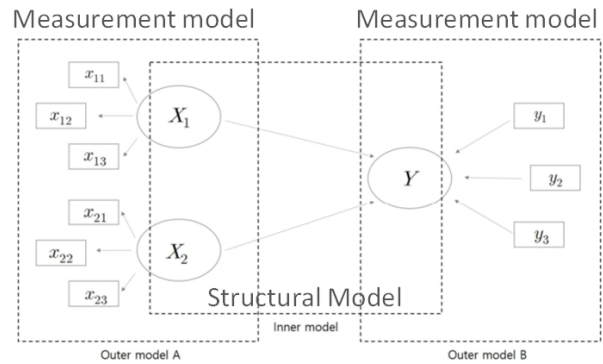 Measurement model
Measurement model
x₁₁
x₁₂
x₁₃
X₁
x₂₁
x₂₂
x₂₃
X₂
Y
y₁
y₂
y₃
Structural Model
Inner model
Outer model A
Outer model B